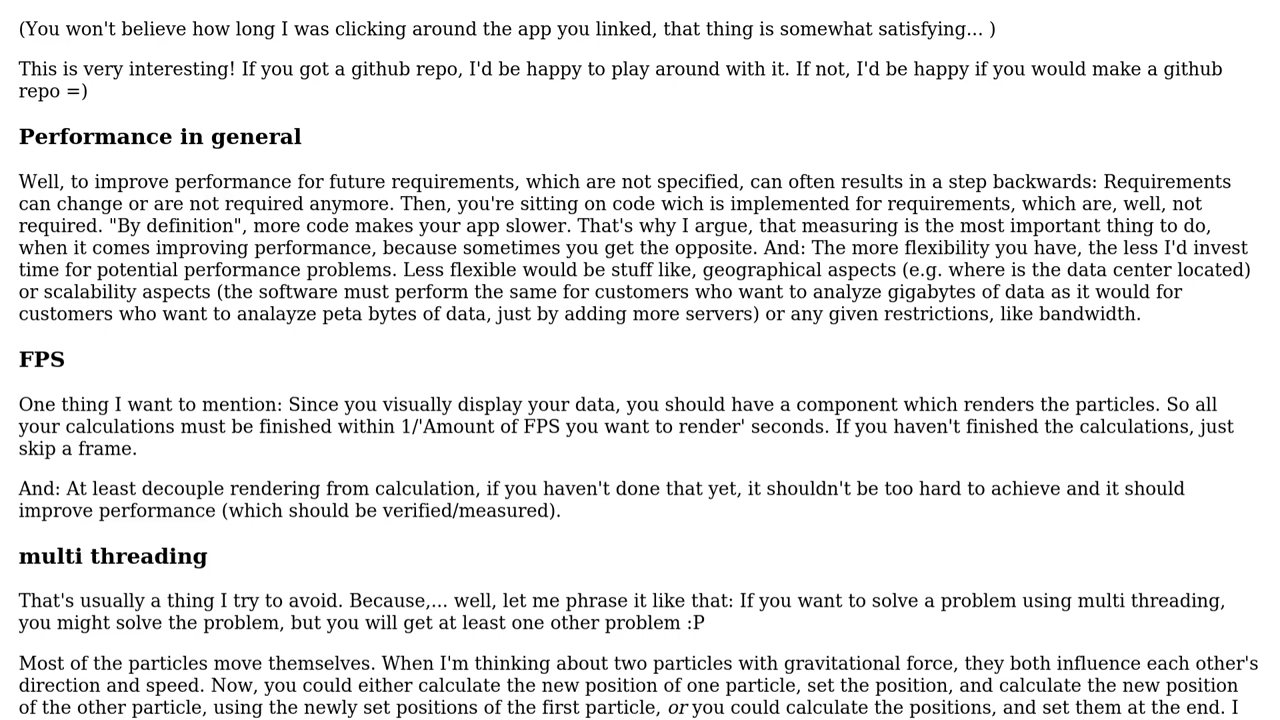 (You won't believe how long I was clicking around the app you linked, that thing is somewhat satisfying... )
This is very interesting! If you got a github repo, I'd be happy to play around with it. If not, I'd be happy if you would make a github
repo =)
Performance in general
Well, to improve performance for future requirements, which are not specified, can often results in a step backwards: Requirements
can change or are not required anymore. Then, you're sitting on code wich is implemented for requirements, which are, well, not
required. "By definition", more code makes your app slower. That's why I argue, that measuring is the most important thing to do,
when it comes improving performance, because sometimes you get the opposite. And: The more flexibility you have, the less I'd invest
time for potential performance problems. Less flexible would be stuff like, geographical aspects (e.g. where is the data center located)
or scalability aspects (the software must perform the same for customers who want to analyze gigabytes of data as it would for
customers who want to analayze peta bytes of data, just by adding more servers) or any given restrictions, like bandwidth.
FPS
One thing I want to mention: Since you visually display your data, you should have a component which renders the particles. So all
your calculations must be finished within 1/'Amount of FPS you want to render' seconds. If you haven't finished the calculations, just
skip a frame.
And: At least decouple rendering from calculation, if you haven't done that yet, it shouldn't be too hard to achieve and it should
improve performance (which should be verified/measured).
multi threading
That's usually a thing I try to avoid. Because,... well, let me phrase it like that: If you want to solve a problem using multi threading,
you might solve the problem, but you will get at least one other problem :P
Most of the particles move themselves. When I'm thinking about two particles with gravitational force, they both influence each other's
direction and speed. Now, you could either calculate the new position of one particle, set the position, and calculate the new position
of the other particle, using the newly set positions of the first particle, or you could calculate the positions, and set them at the end. I